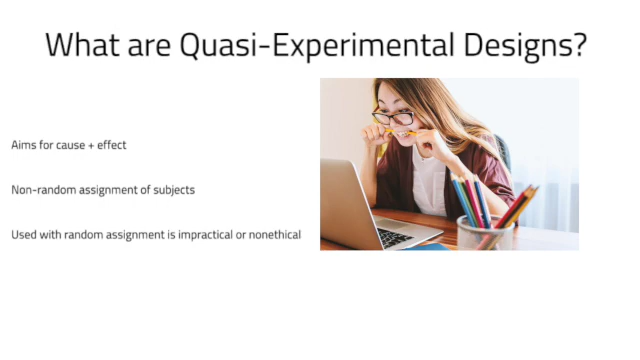 What are Quasi-Experimental Designs?
Aims for cause + effect
Non-random assignment of subjects
Used with random assignment is impractical or nonethical